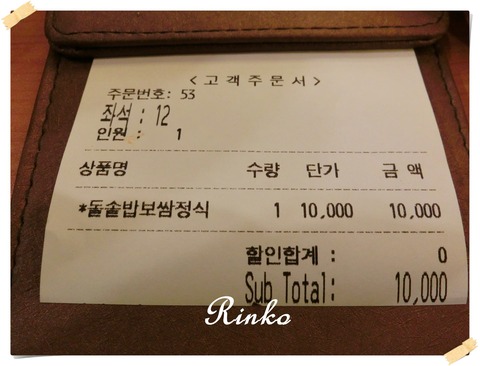 <고객주문서>
주문번호: 53
좌석 : 12
인원 : 1
상품명 수량 단가 금 액
*돌솥밥보쌈정식 1 10,000 10,000
할인합계 : 0
Sub Total: 10,000
Rinko